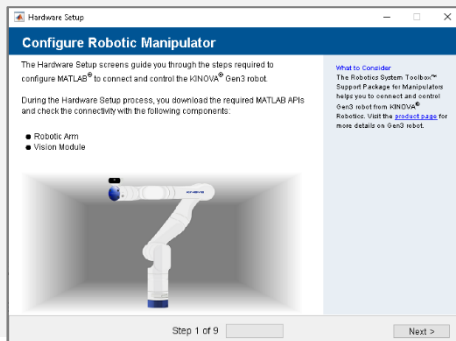 Hardware Setup
Configure Robotic Manipulator
The Hardware Setup screens guide you through the steps required to
configure MATLAB® to connect and control the KINOVA® Gen3 robot.
During the Hardware Setup process, you download the required MATLAB APIs
and check the connectivity with the following components:
● Robotic Arm
● Vision Module
KINOVA
What to Consider
The Robotics System Toolbox™
Support Package for Manipulators
helps you to connect and control
Gen3 robot from KINOVA®
Robotics. Visit the product page for
more details on Gen3 robot.
Step 1 of 9
Next >